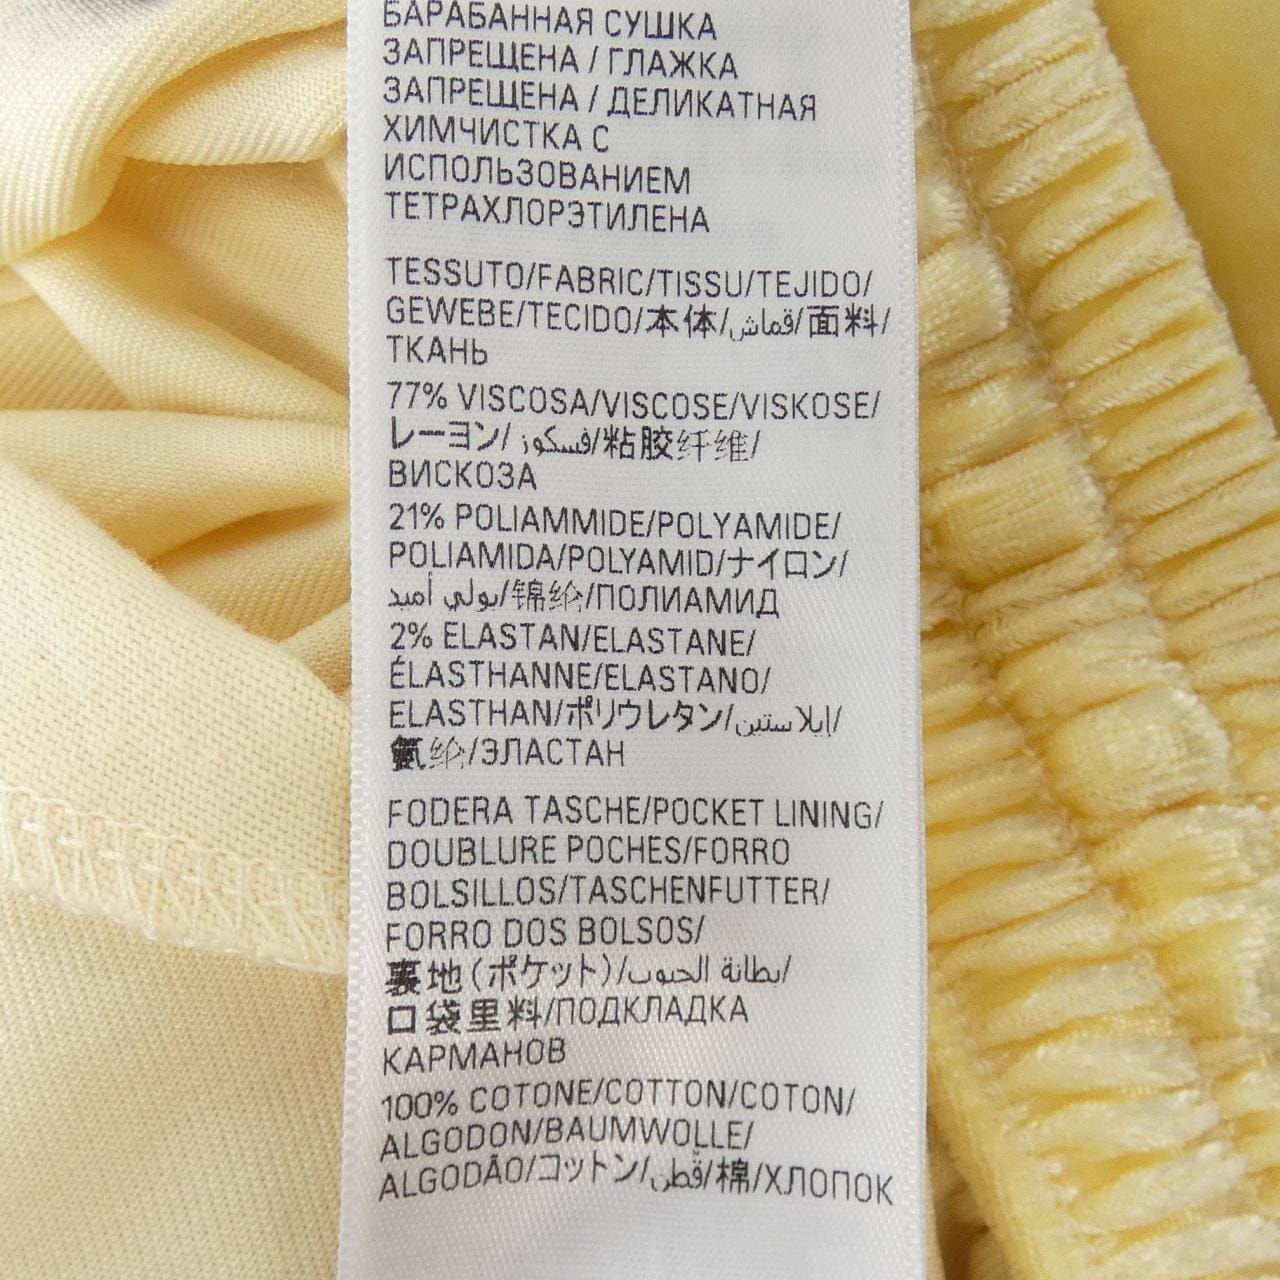 БАРАБАННАЯ СУШКА
ЗАПРЕЩЕНА / ГЛАЖКА
ЗАПРЕЩЕНА / ДЕЛИКАТНАЯ
ХИМЧИСТКА С
ИСПОЛЬЗОВАНИЕМ
ТЕТРАХЛОРЭТИЛЕНА
TESSUTO/FABRIC/TISSU/TEJIDO/
GEWEBE/TECIDO/本体/قماش/面料/
ТКАНЬ
77% VISCOSA/VISCOSE/VISKOSE/
レーヨン/فسكوز/粘胶纤维/
ВИСКОЗА
21% POLIAMMIDE/POLYAMIDE/
POLIAMIDA/POLYAMID/ナイロン/
بولي أميد/锦纶/ПОЛИАМИД
2% ELASTAN/ELASTANE/
ÉLASTHANNE/ELASTANO/
ELASTHAN/ポリウレタン/إيلاستين/
氨纶/ЭЛАСТАН
FODERA TASCHE/POCKET LINING/
DOUBLURE POCHES/FORRO
BOLSILLOS/TASCHENFUTTER/
FORRO DOS BOLSOS/
裏地(ポケット)/بطانة الجيوب/
口袋里料/ПОДКЛАДКА
КАРМАНОВ
100% COTONE/COTTON/COTON/
ALGODON/BAUMWOLLE/
ALGODÃO/コットン/قطن/棉/ХЛОПОК